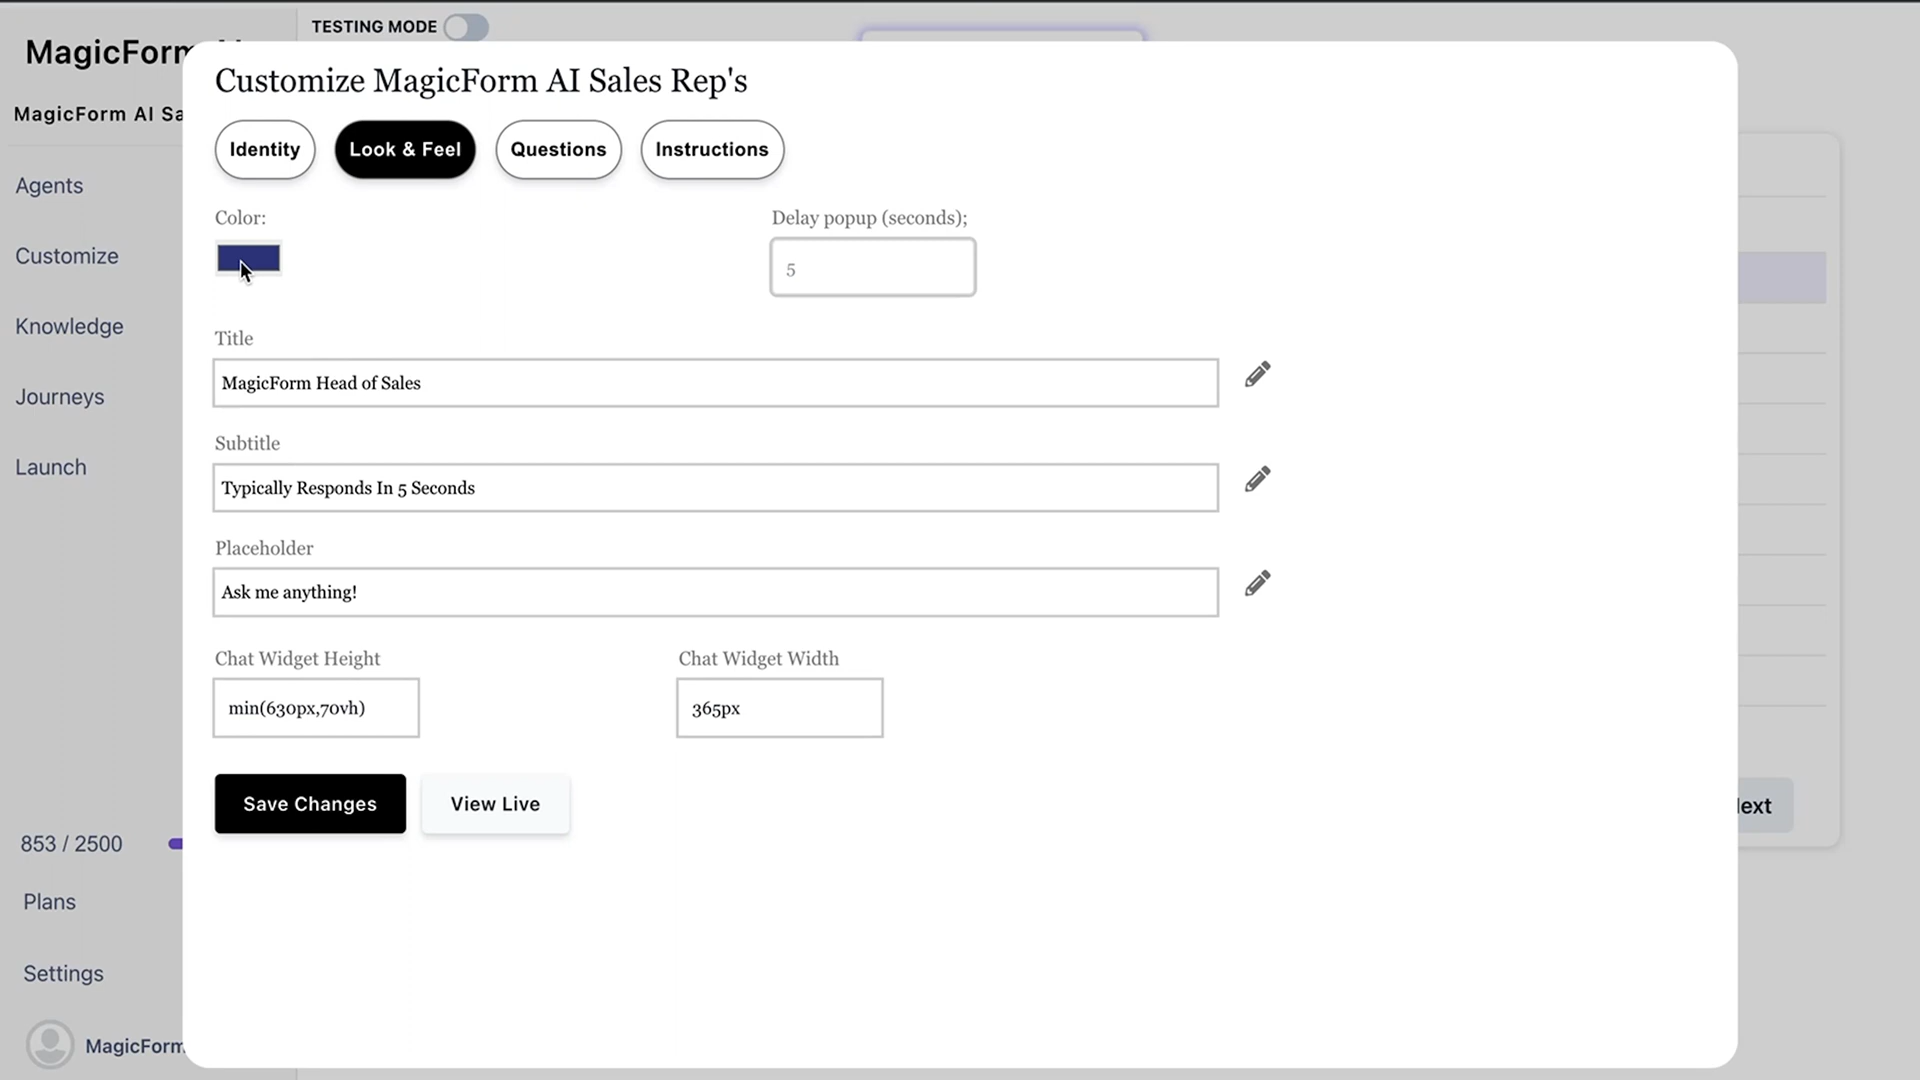 TESTING MODE
MagicForm
MagicForm AI Sa
Agents
Customize
Knowledge
Journeys
Launch
853 / 2500
Plans
Settings
MagicForm
Customize MagicForm AI Sales Rep's
Identity
Look & Feel
Questions
Instructions
Color:
Delay popup (seconds);
5
Title
MagicForm Head of Sales
Subtitle
Typically Responds In 5 Seconds
Placeholder
Ask me anything!
Chat Widget Height
Chat Widget Width
min(630px,70vh)
365px
Save Changes
View Live
ext